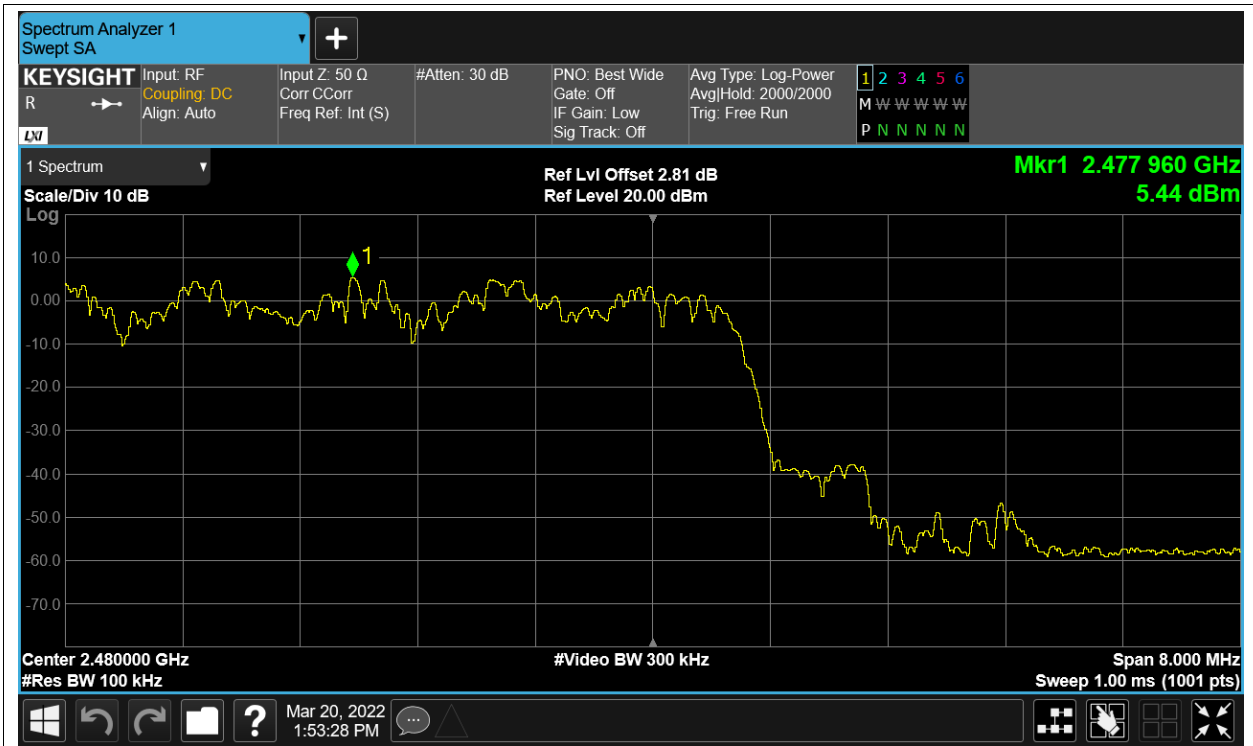 Spectrum Analyzer 1
Swept SA
KEYSIGHT
R
LXI
Input: RF
Coupling: DC
Align: Auto
Input Z: 50 Ω
Corr CCorr
Freq Ref: Int (S)
#Atten: 30 dB
PNO: Best Wide
Gate: Off
IF Gain: Low
Sig Track: Off
Avg Type: Log-Power
Avg|Hold: 2000/2000
Trig: Free Run
1 2 3 4 5 6
M W W W W W
P N N N N N
1 Spectrum
Scale/Div 10 dB
Log
Ref Lvl Offset 2.81 dB
Ref Level 20.00 dBm
Mkr1 2.477 960 GHz
5.44 dBm
1
10.0
0.00
-10.0
-20.0
-30.0
-40.0
-50.0
-60.0
-70.0
Center 2.480000 GHz
#Res BW 100 kHz
#Video BW 300 kHz
Span 8.000 MHz
Sweep 1.00 ms (1001 pts)
?
Mar 20, 2022
1:53:28 PM